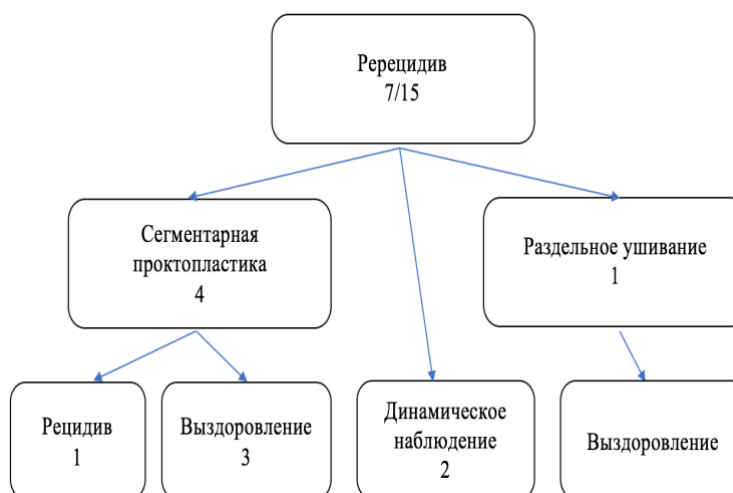 Ререцидив
7/15
Сегментарная
проктопластика
4
Раздельное ушивание
1
Рецидив
1
Выздоровление
3
Динамическое
наблюдение
2
Выздоровление